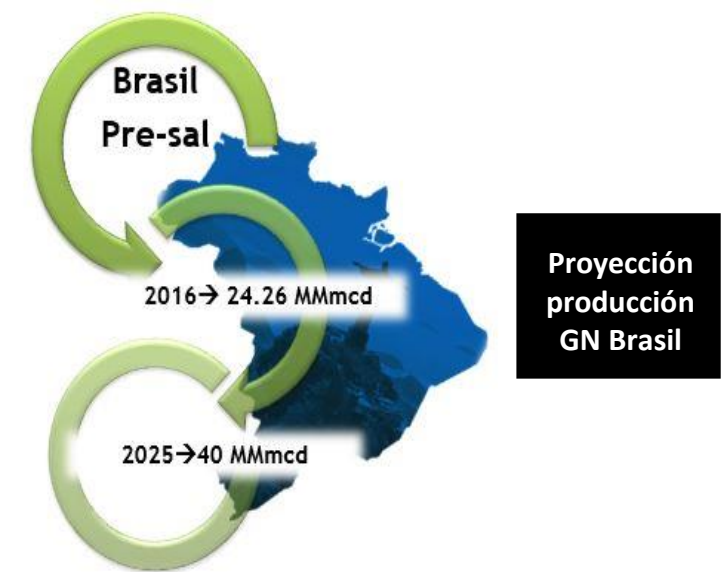 Brasil
Pre-sal
2016→ 24.26 MMmcd
2025→40 MMmcd
Proyección
producción
GN Brasil